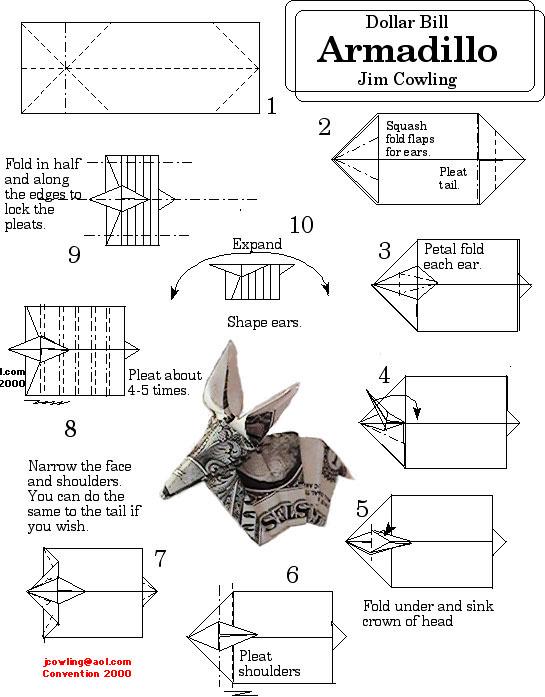 Dollar Bill
Armadillo
Jim Cowling
1
2
Squash
fold flaps
for ears.
Pleat
tail.
3
Petal fold
each ear.
4
5
Fold under and sink
crown of head
6
Pleat
shoulders
7
Narrow the face
and shoulders.
You can do the
same to the tail if
you wish.
8
Pleat about
4-5 times.
9
Fold in half
and along
the edges to
lock the
pleats.
10
Expand
Shape ears.
ol.com
2000
jcowling@aol.com
Convention 2000